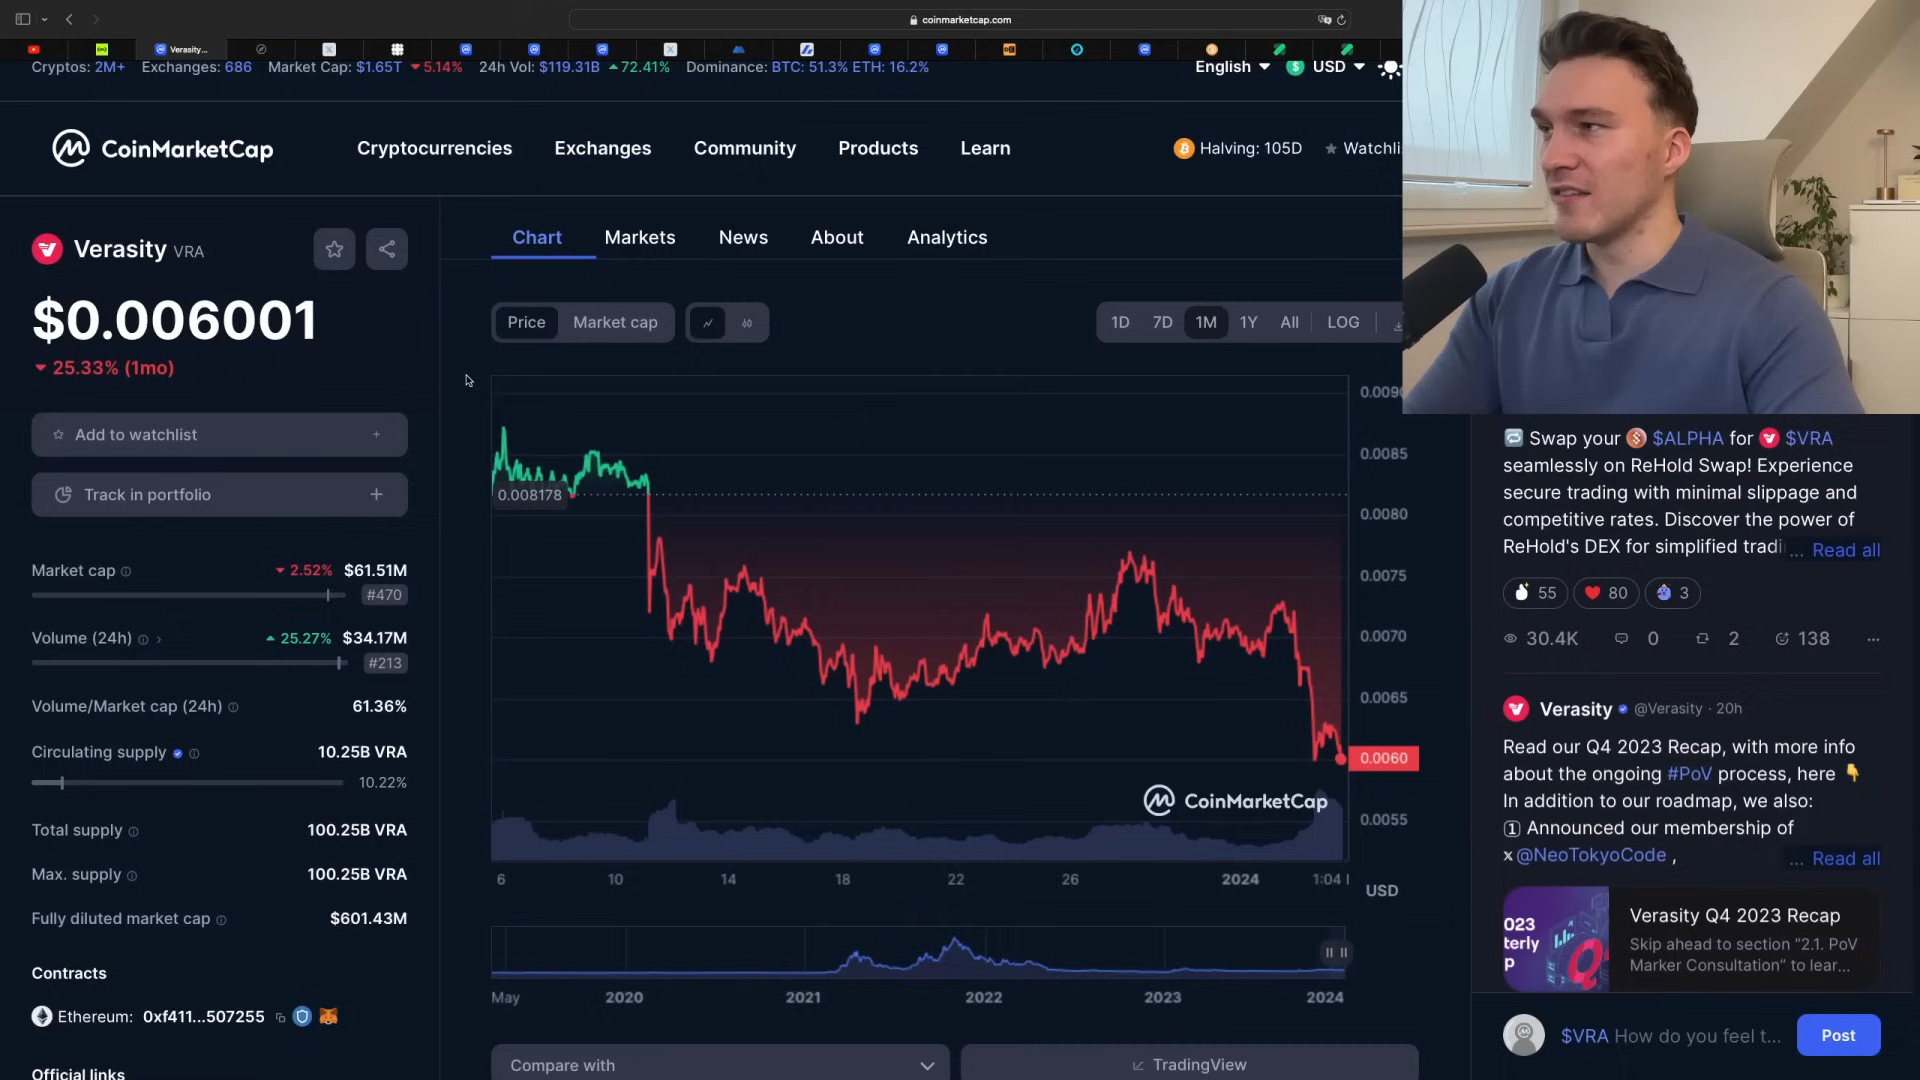 coinmarketcap.com
Verasity...
Cryptos: 2M+ Exchanges: 686 Market Cap: $1.65T 5.14% 24h Vol: $119.31B 72.41% Dominance: BTC: 51.3% ETH: 16.2%
English USD
CoinMarketCap
Cryptocurrencies Exchanges Community Products Learn
Halving: 105D Watchlis
Verasity VRA
$0.006001
25.33% (1mo)
Add to watchlist +
Track in portfolio +
Market cap 2.52% $61.51M
#470
Volume (24h) 25.27% $34.17M
#213
Volume/Market cap (24h) 61.36%
Circulating supply 10.25B VRA
10.22%
Total supply 100.25B VRA
Max. supply 100.25B VRA
Fully diluted market cap $601.43M
Contracts
Ethereum: 0xf411...507255
Official links
Chart Markets News About Analytics
Price Market cap
1D 7D 1M 1Y All LOG
0.0090
0.0085
0.008178
0.0080
0.0075
0.0070
0.0065
0.0060
CoinMarketCap
0.0055
6 10 14 18 22 26 2024 1:04
USD
May 2020 2021 2022 2023 2024
Compare with
TradingView
Swap your $ALPHA for $VRA
seamlessly on ReHold Swap! Experience
secure trading with minimal slippage and
competitive rates. Discover the power of
ReHold's DEX for simplified tradi ... Read all
55 80 3
30.4K 0 2 138 ...
Verasity @Verasity · 20h
Read our Q4 2023 Recap, with more info
about the ongoing #PoV process, here 👇
In addition to our roadmap, we also:
1 Announced our membership of
X @NeoTokyoCode , ... Read all
023
terly
p
Verasity Q4 2023 Recap
Skip ahead to section “2.1. PoV
Marker Consultation” to lear...
$VRA How do you feel t...
Post